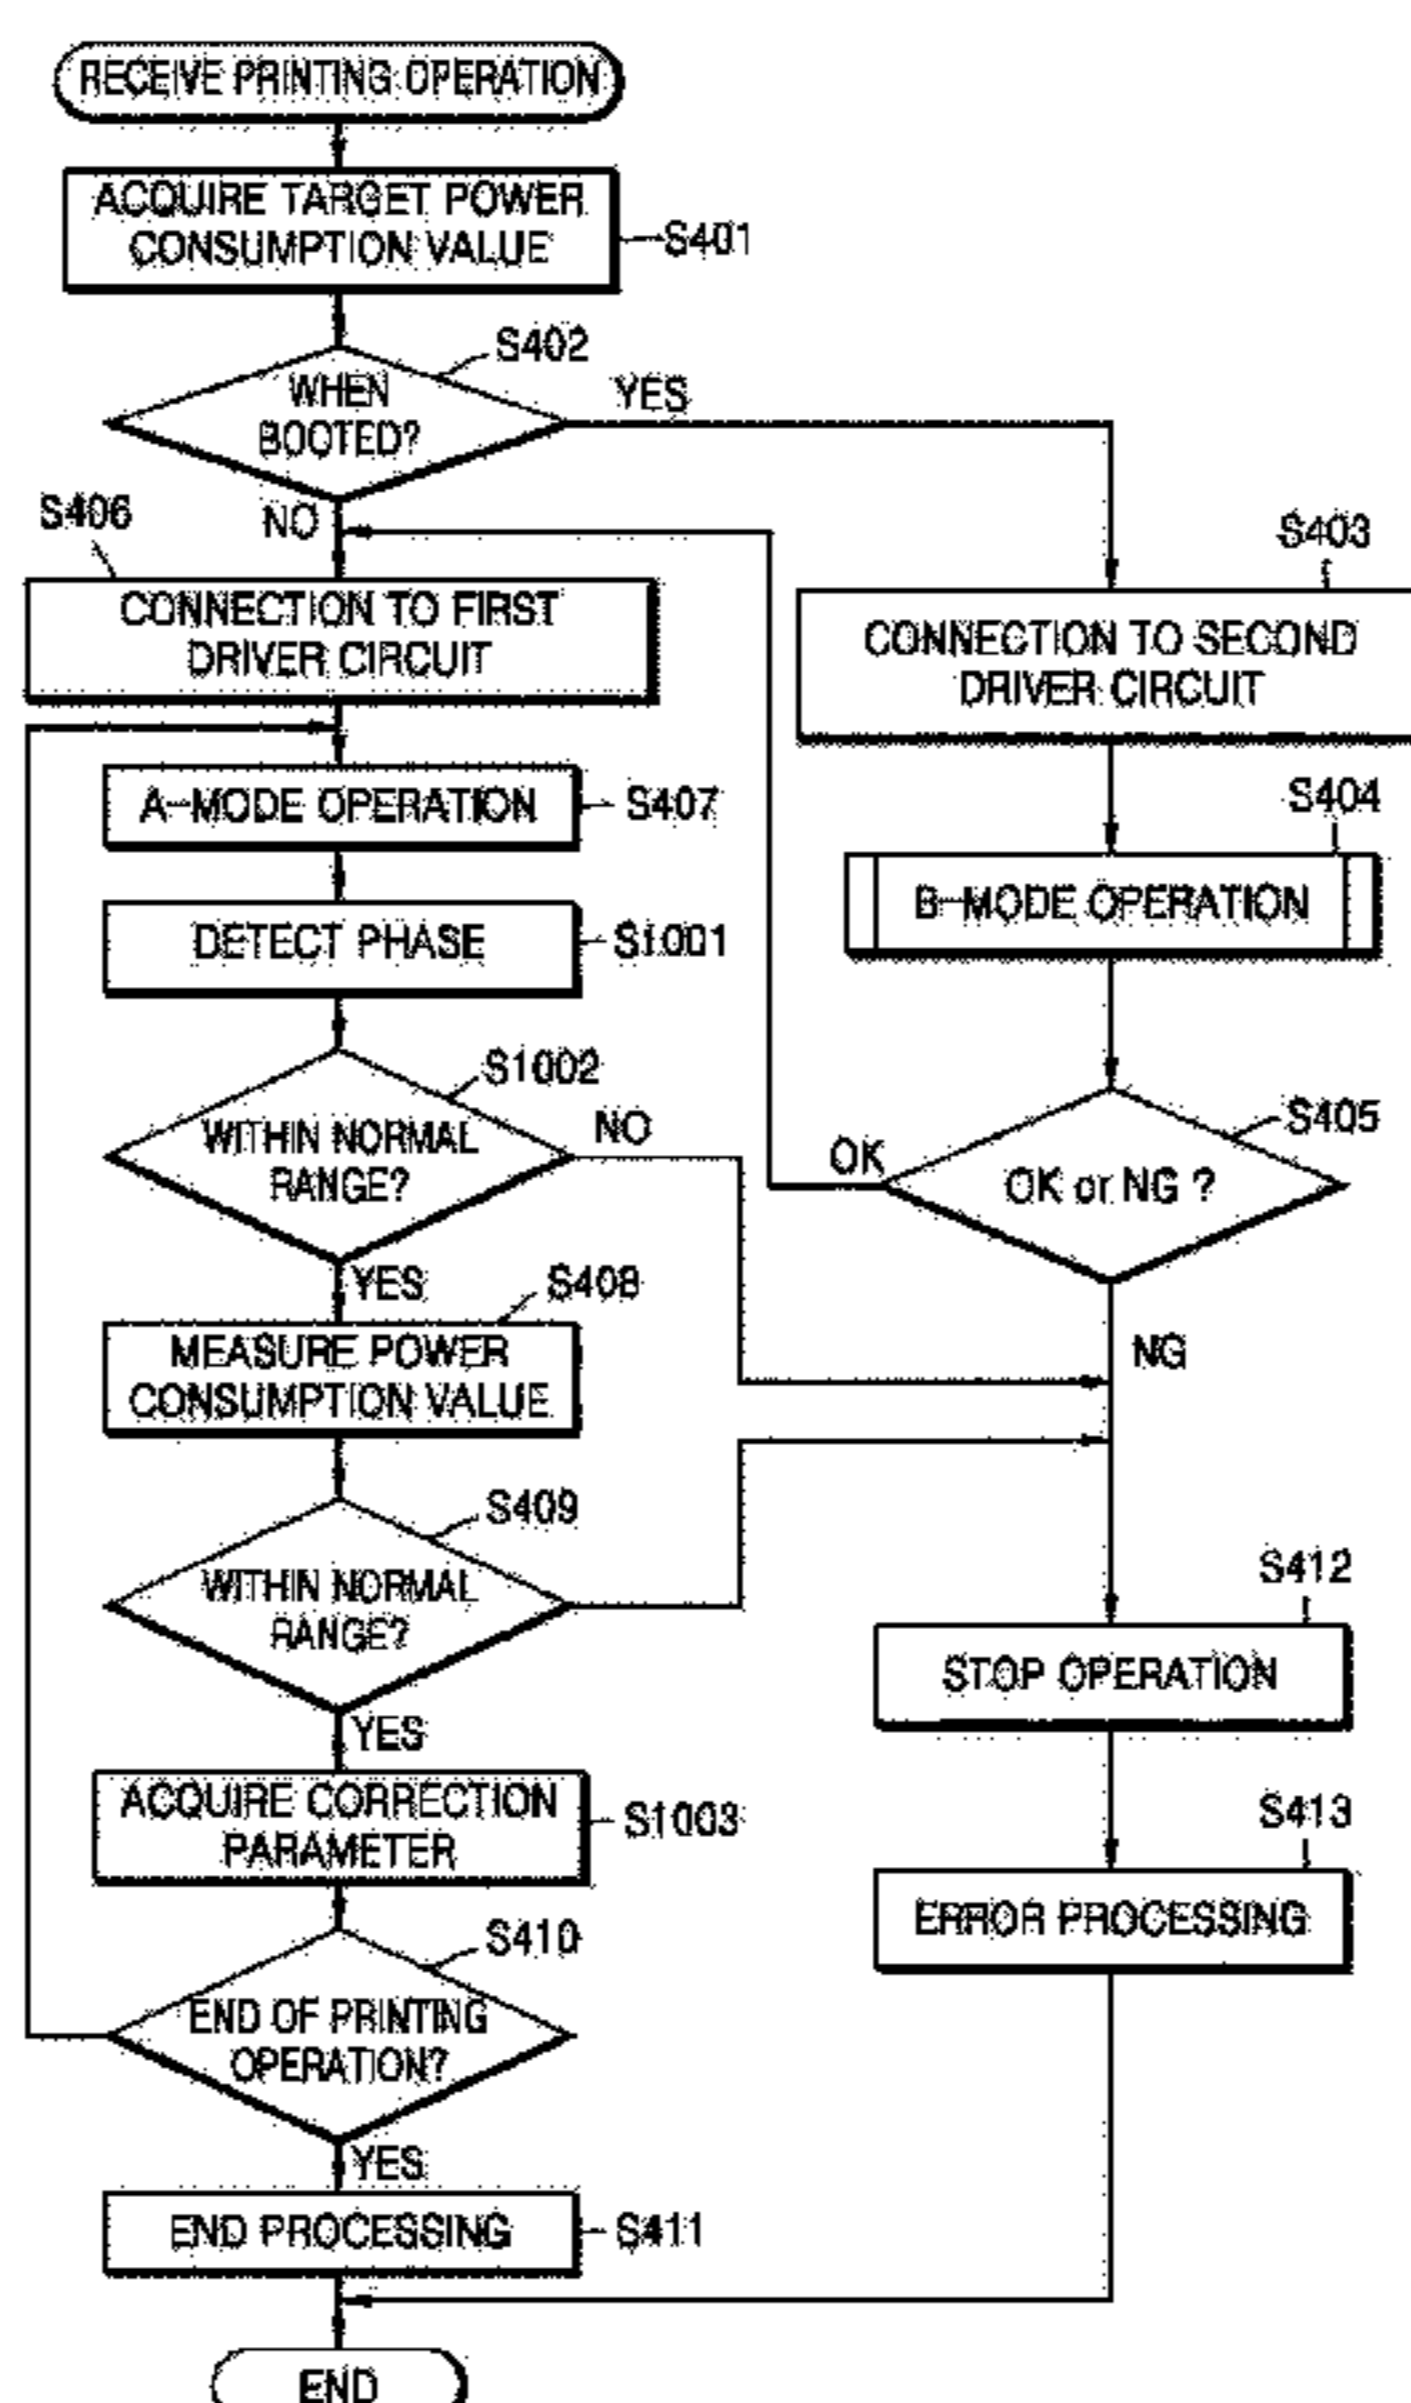 RECEIVE PRINTING OPERATION
ACQUIRE TARGET POWER
CONSUMPTION VALUE
S401
S402
WHEN
BOOTED?
YES
NO
S406
CONNECTION TO FIRST
DRIVER CIRCUIT
S403
CONNECTION TO SECOND
DRIVER CIRCUIT
A-MODE OPERATION
S407
S404
B-MODE OPERATION
DETECT PHASE
S1001
S1002
WITHIN NORMAL
RANGE?
NO
YES
S405
OK
OK or NG ?
NG
S408
MEASURE POWER
CONSUMPTION VALUE
S409
WITHIN NORMAL
RANGE?
YES
S412
STOP OPERATION
ACQUIRE CORRECTION
PARAMETER
S1003
S413
ERROR PROCESSING
S410
END OF PRINTING
OPERATION?
YES
END PROCESSING
S411
END